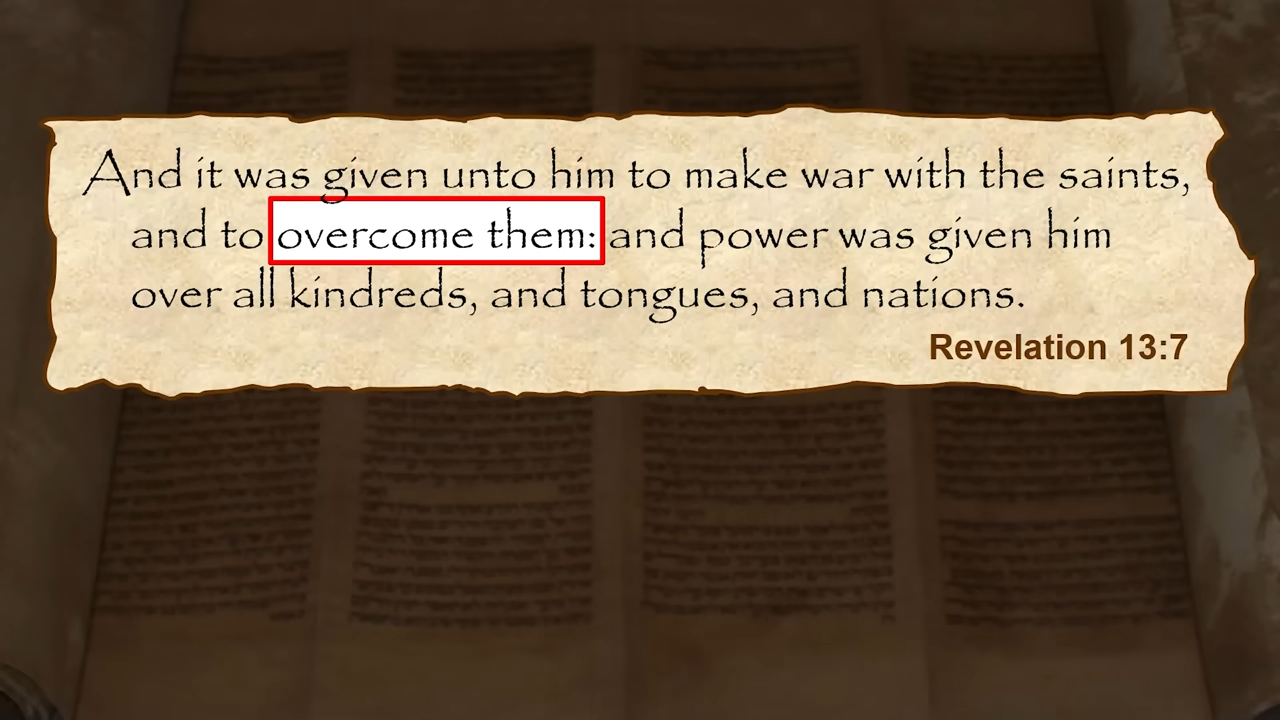 And it was given unto him to make war with the saints,
and to overcome them: and power was given him
over all kindreds, and tongues, and nations.
Revelation 13:7